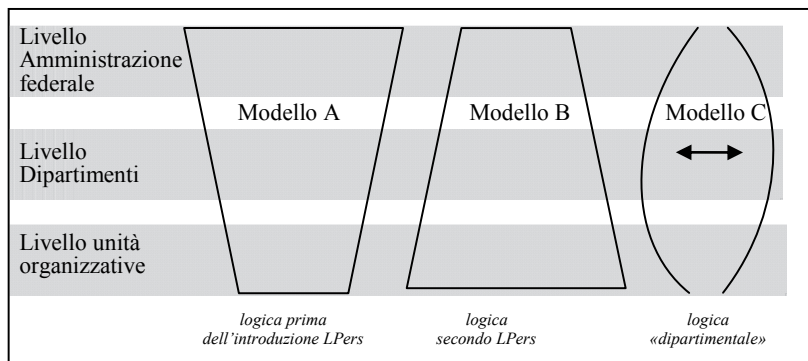 Livello
Amministrazione
federale
Modello A
Modello B
Modello C
Livello
Dipartimenti
Livello unità
organizzative
logica prima
dell'introduzione LPers
logica
secondo LPers
logica
«dipartimentale»